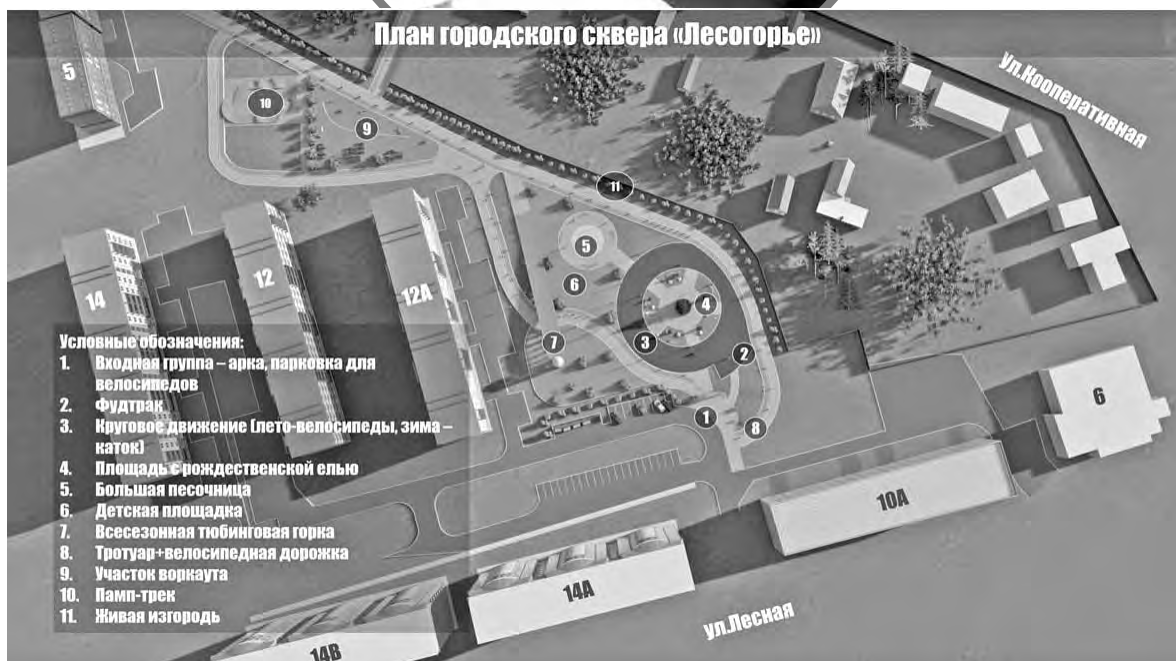 План городского сквера «Лесогорье»
ул.Кооперативная
5
10
9
11
5
6
4
14
12
12А
7
3
2
1
8
6
10А
14А
14В
ул.Лесная
Условные обозначения:
1. Входная группа – арка, парковка для
велосипедов
2. Фудтрак
3. Круговое движение (лето-велосипеды, зима –
каток)
4. Площадь с рождественской елью
5. Большая песочница
6. Детская площадка
7. Всесезонная тюбинговая горка
8. Тротуар+велосипедная дорожка
9. Участок воркаута
10. Памп-трек
11. Живая изгородь